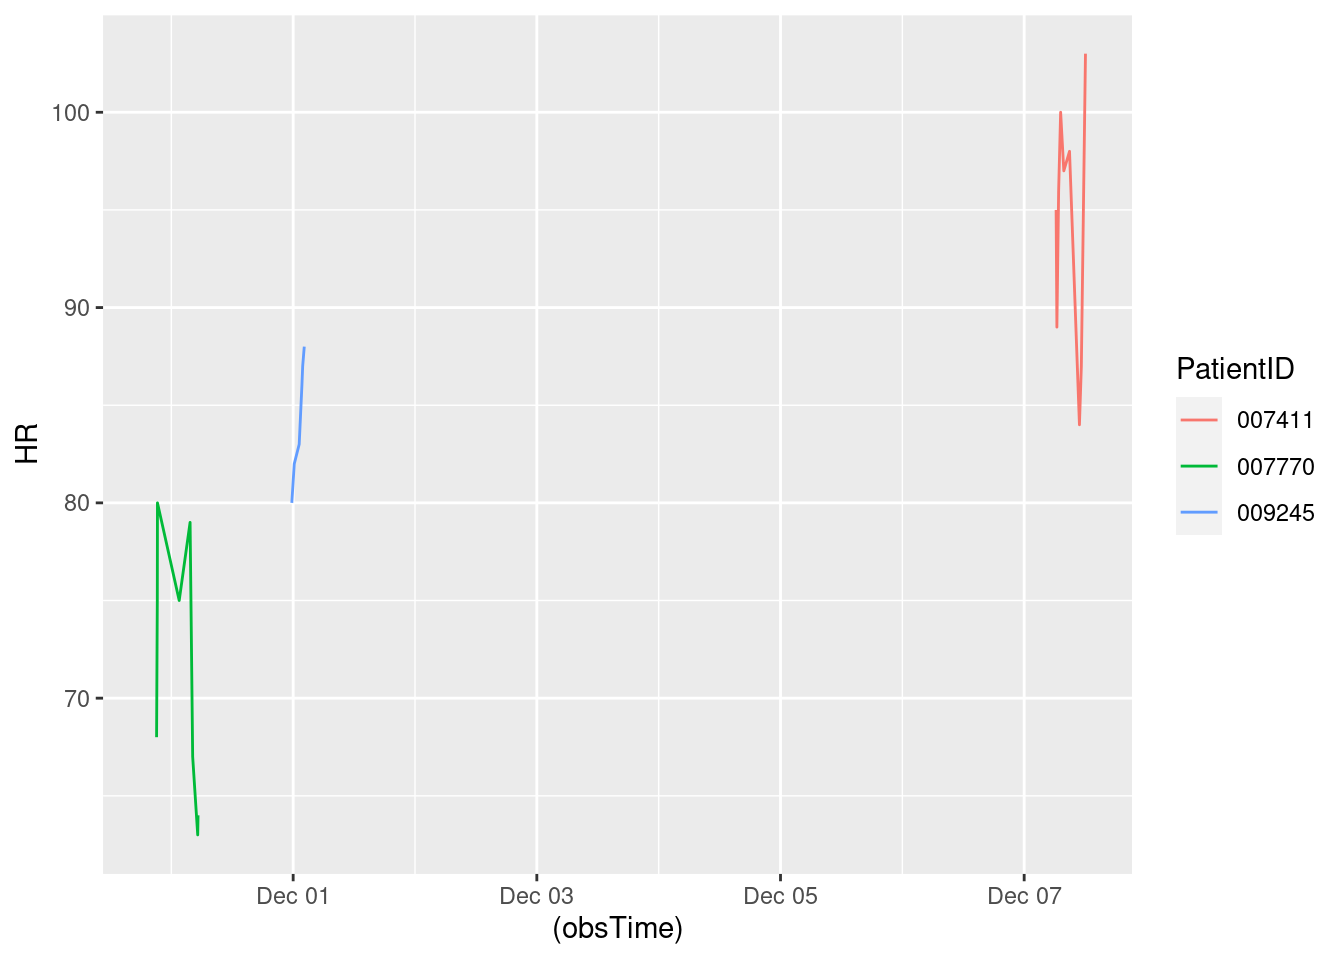 100
90
80
70
HR
Dec 01
Dec 03
Dec 05
Dec 07
(obsTime)
PatientID
007411
007770
009245